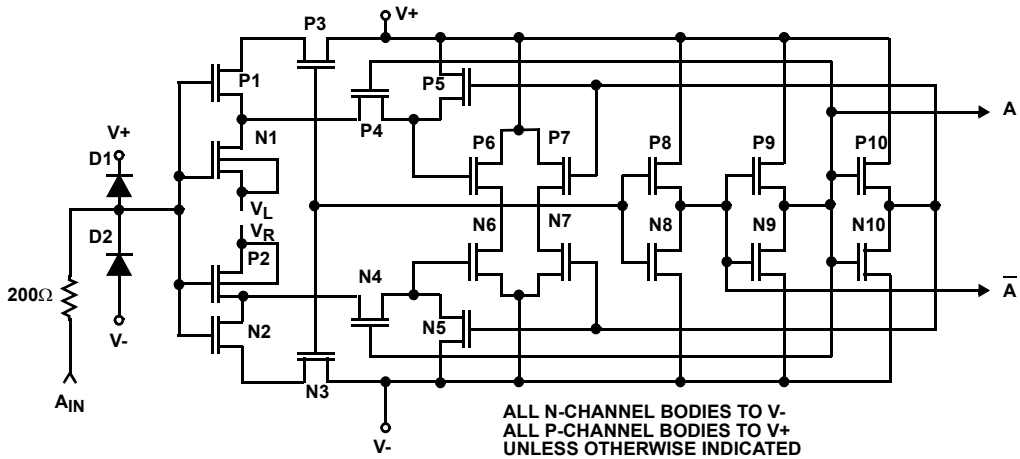 P3
V+
P1
P4
P5
A
V+
D1
N1
P6
P7
P8
P9
P10
VL
VR
N6
N7
N8
N9
N10
D2
P2
N4
A
200Ω
V-
N2
N5
N3
AIN
V-
ALL N-CHANNEL BODIES TO V-
ALL P-CHANNEL BODIES TO V+
UNLESS OTHERWISE INDICATED